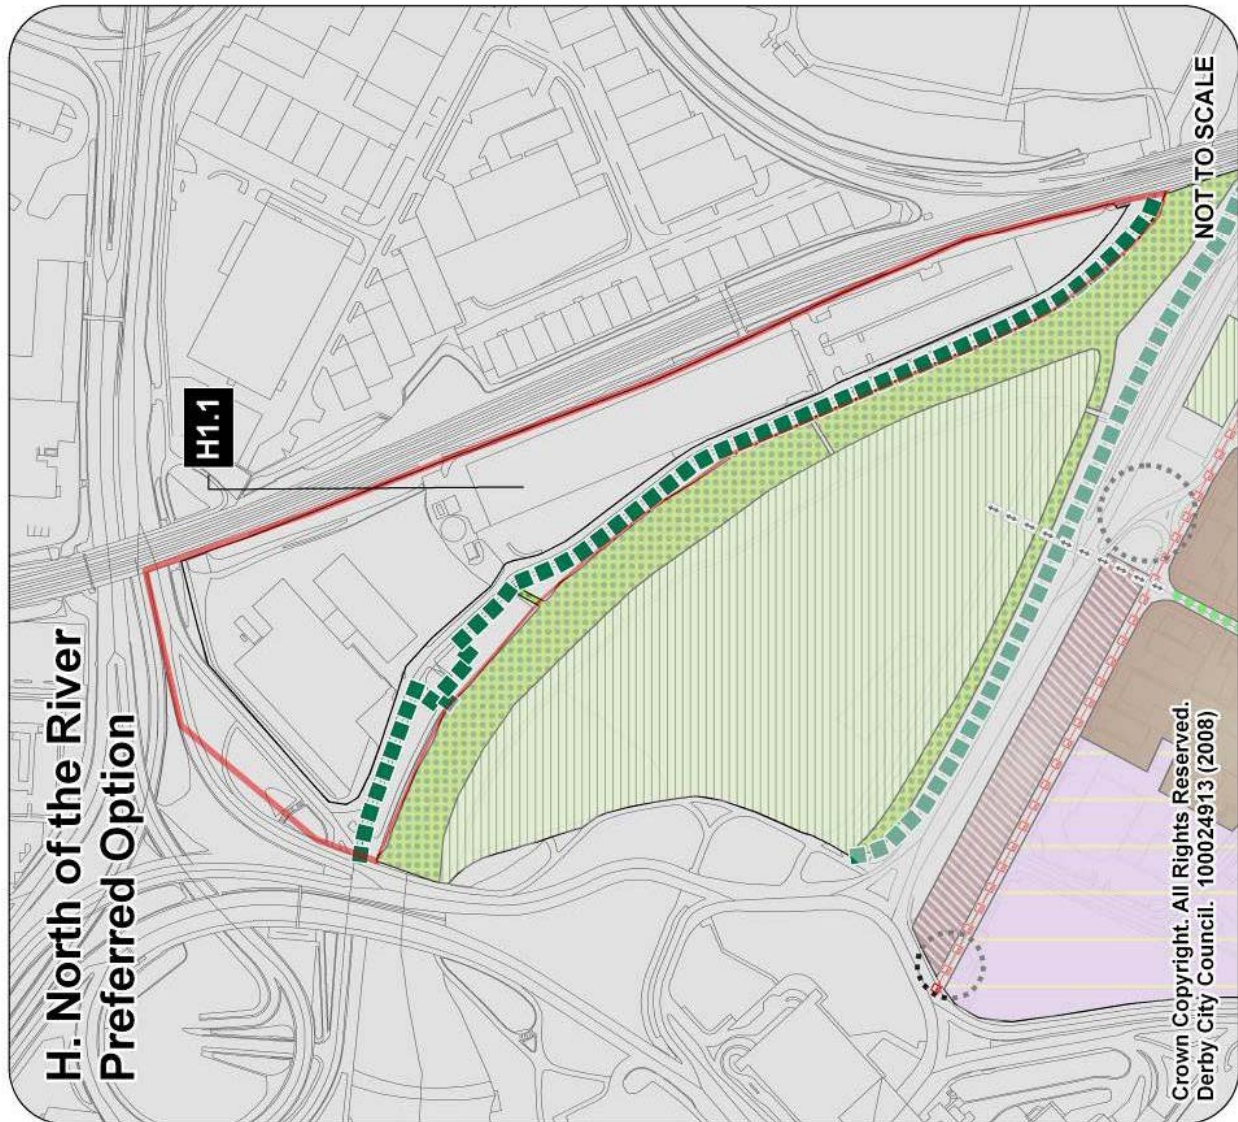 H. North of the River
Preferred Option
H1.1
Crown Copyright. All Rights Reserved.
Derby City Council. 100024913 (2008)
NOT TO SCALE